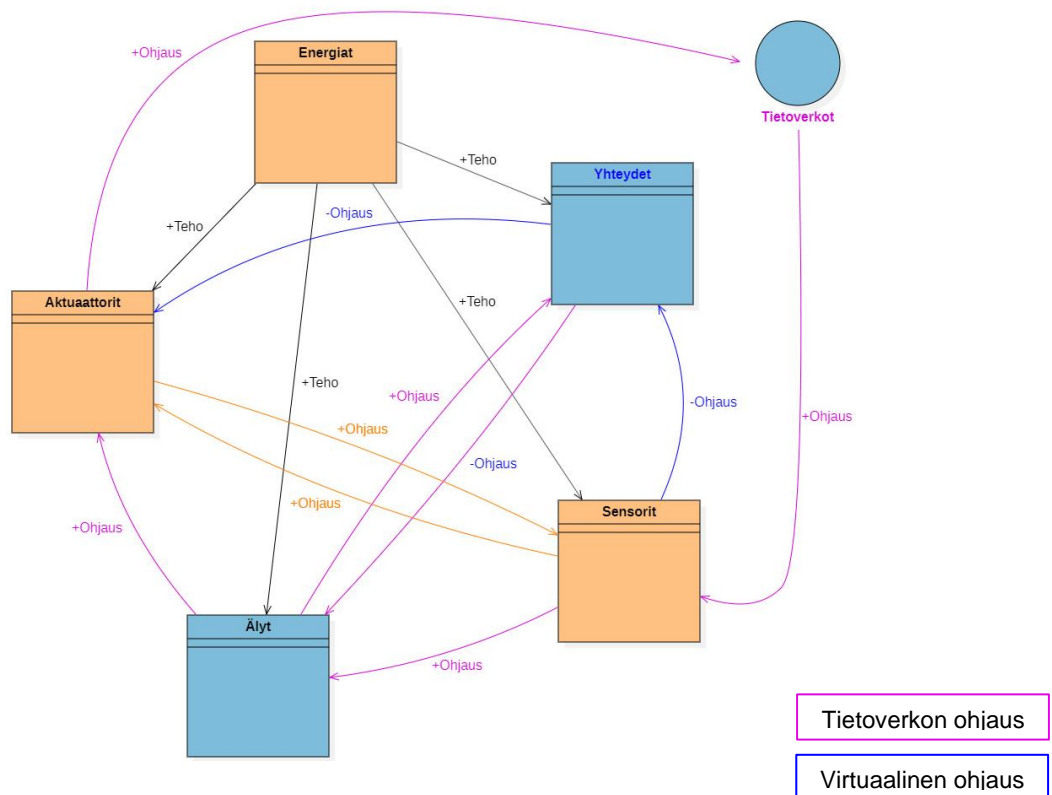 +Ohjaus
Energiat
Tietoverkot
+Teho
Yhteydet
-Ohjaus
+Teho
Aktuaattorit
+Teho
+Teho
+Ohjaus
-Ohjaus
+Ohjaus
+Ohjaus
-Ohjaus
+Ohjaus
Sensorit
+Ohjaus
Älyt
+Ohjaus
Tietoverkon ohjaus
Virtuaalinen ohjaus